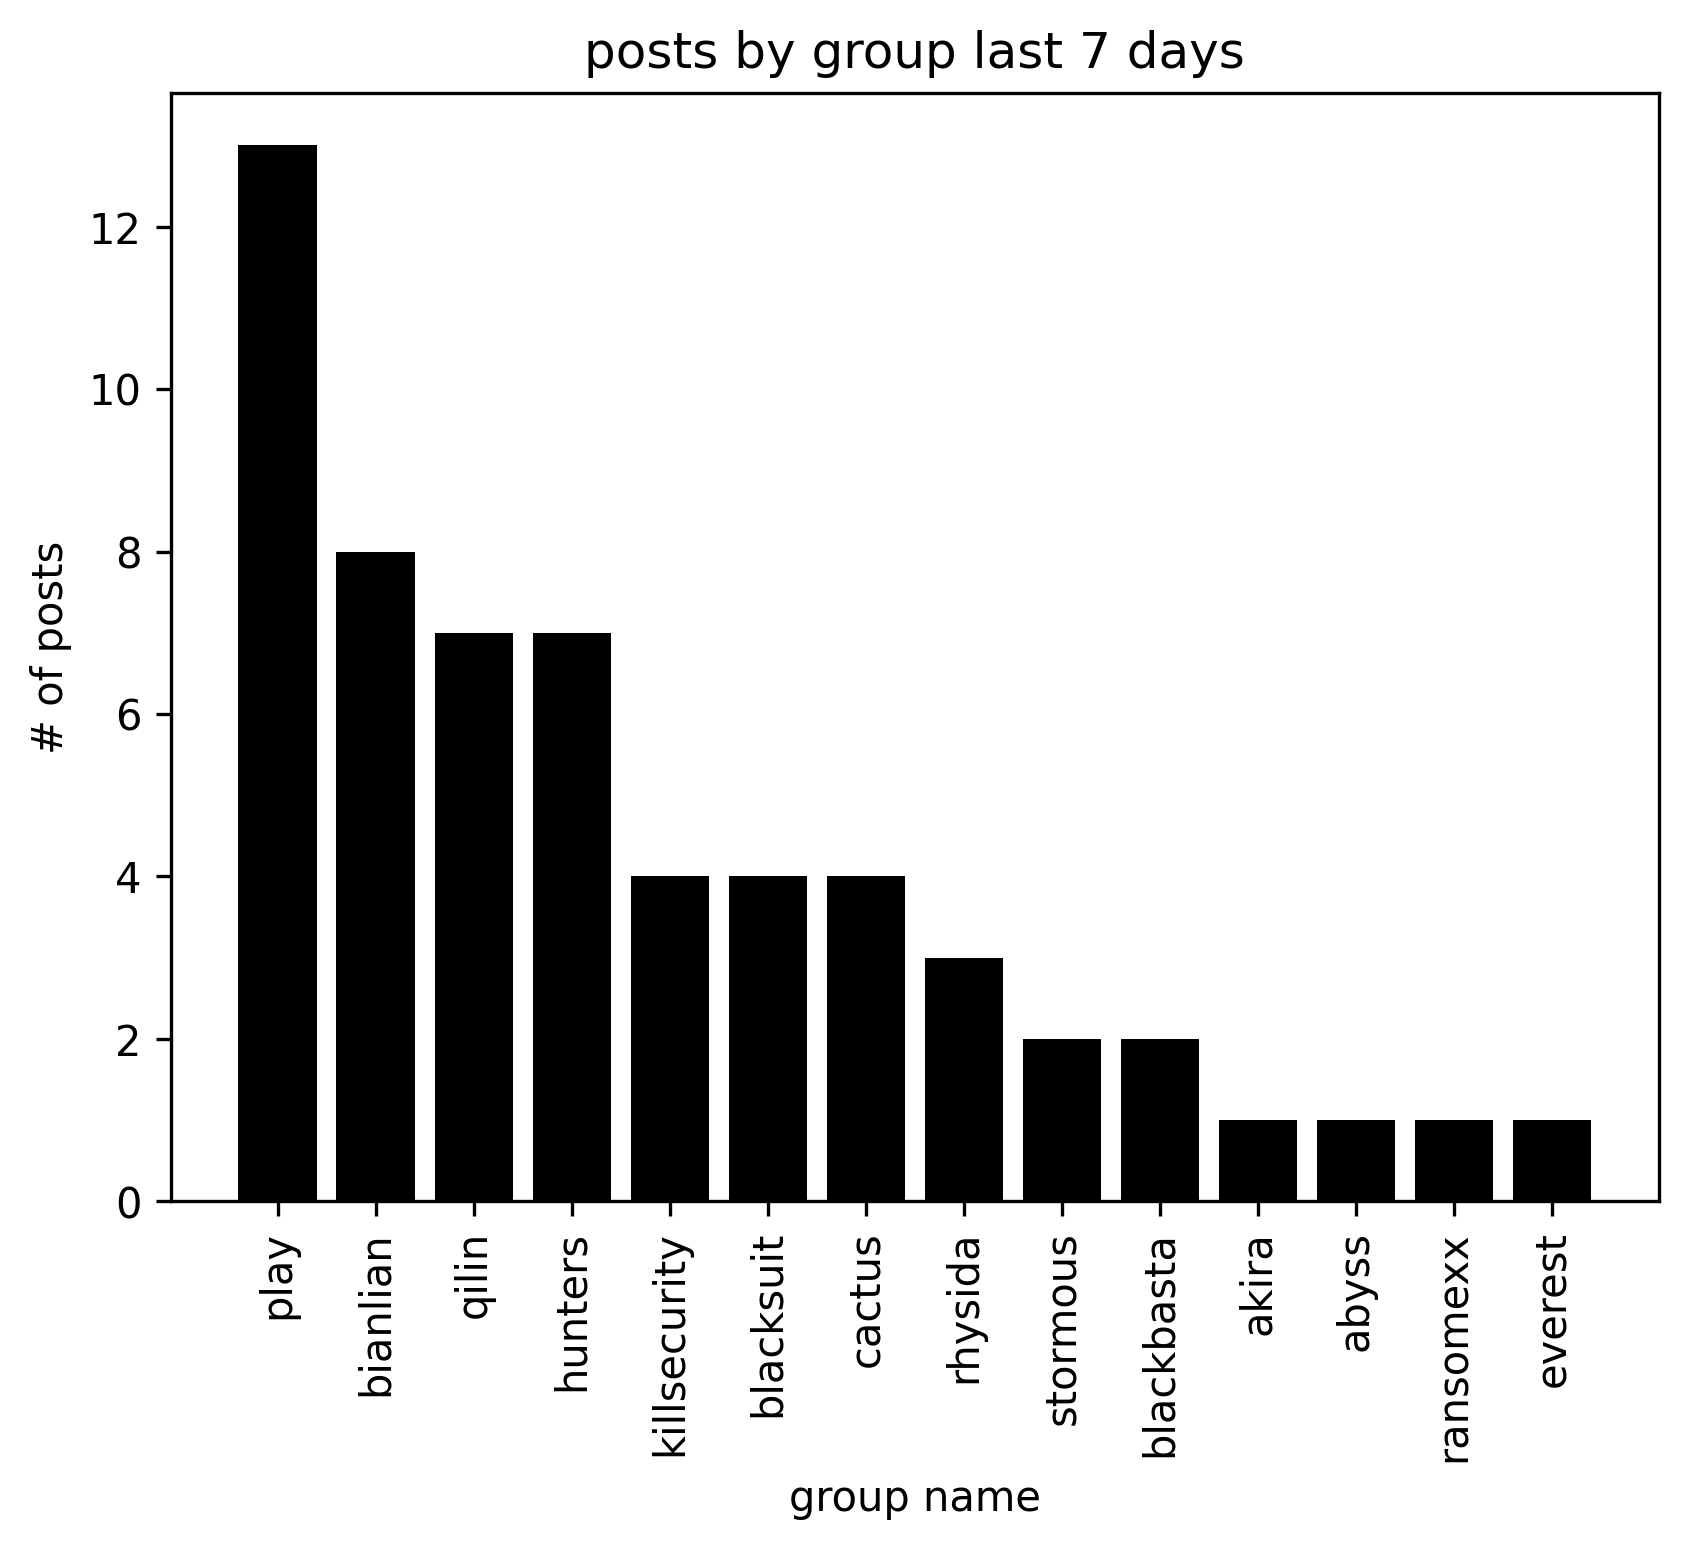 posts by group last 7 days
# of posts
12
10
8
6
4
2
0
play
bianlian
qilin
hunters
killsecurity
blacksuit
cactus
rhysida
stormous
blackbasta
akira
abyss
ransomexx
everest
group name